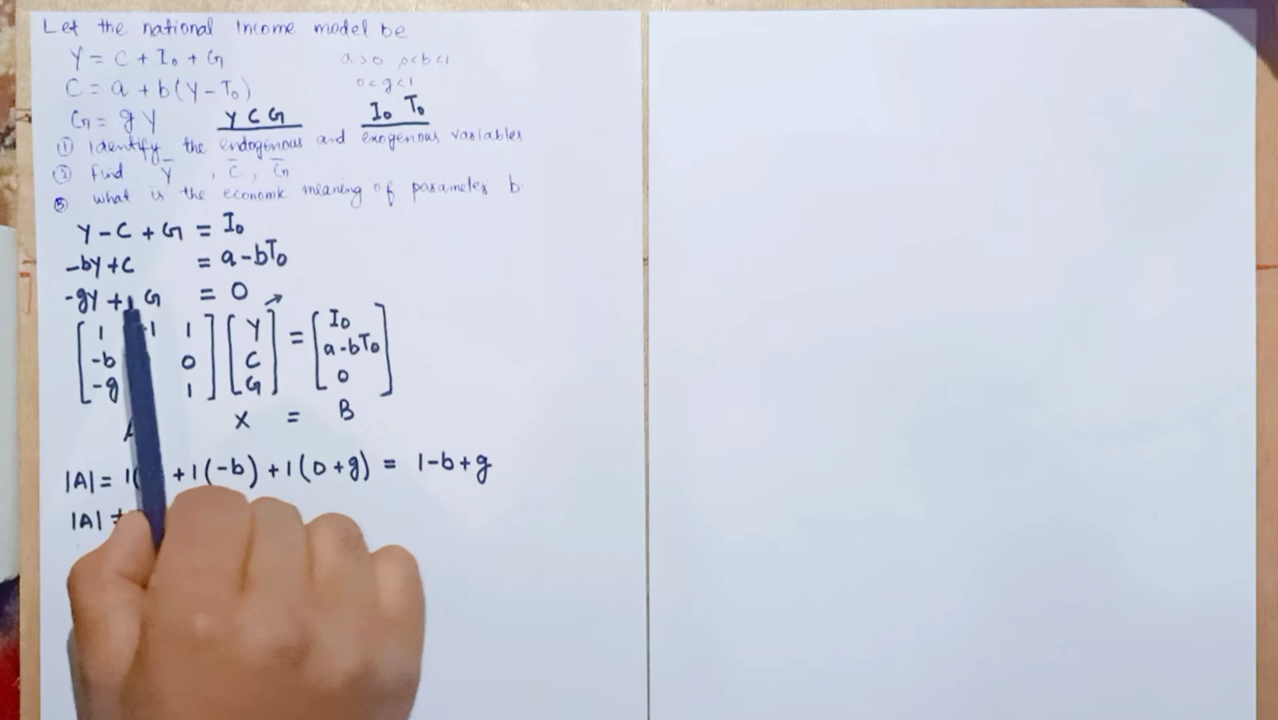 Let the national Income model be
Y = C + I₀ + G a>0 0<b<1
C = a + b(Y-T₀) 0<g<1
G = gY Y C G I₀ T₀
① Identify the endogenous and exogenous variables
③ find Y̅, C̅, G̅
⑤ what is the economic meaning of parameter b.
Y - C + G = I₀
-bY + C = a - bT₀
-gY + G = 0
[ 1 -1 1 ] [ Y ] = [ I₀ ]
[ -b 0 ] [ C ] [ a-bT₀ ]
[ -g 1 ] [ G ] [ 0 ]
X = B
|A| = 1( +1(-b) +1(0+g) = 1-b+g
|A| ≠